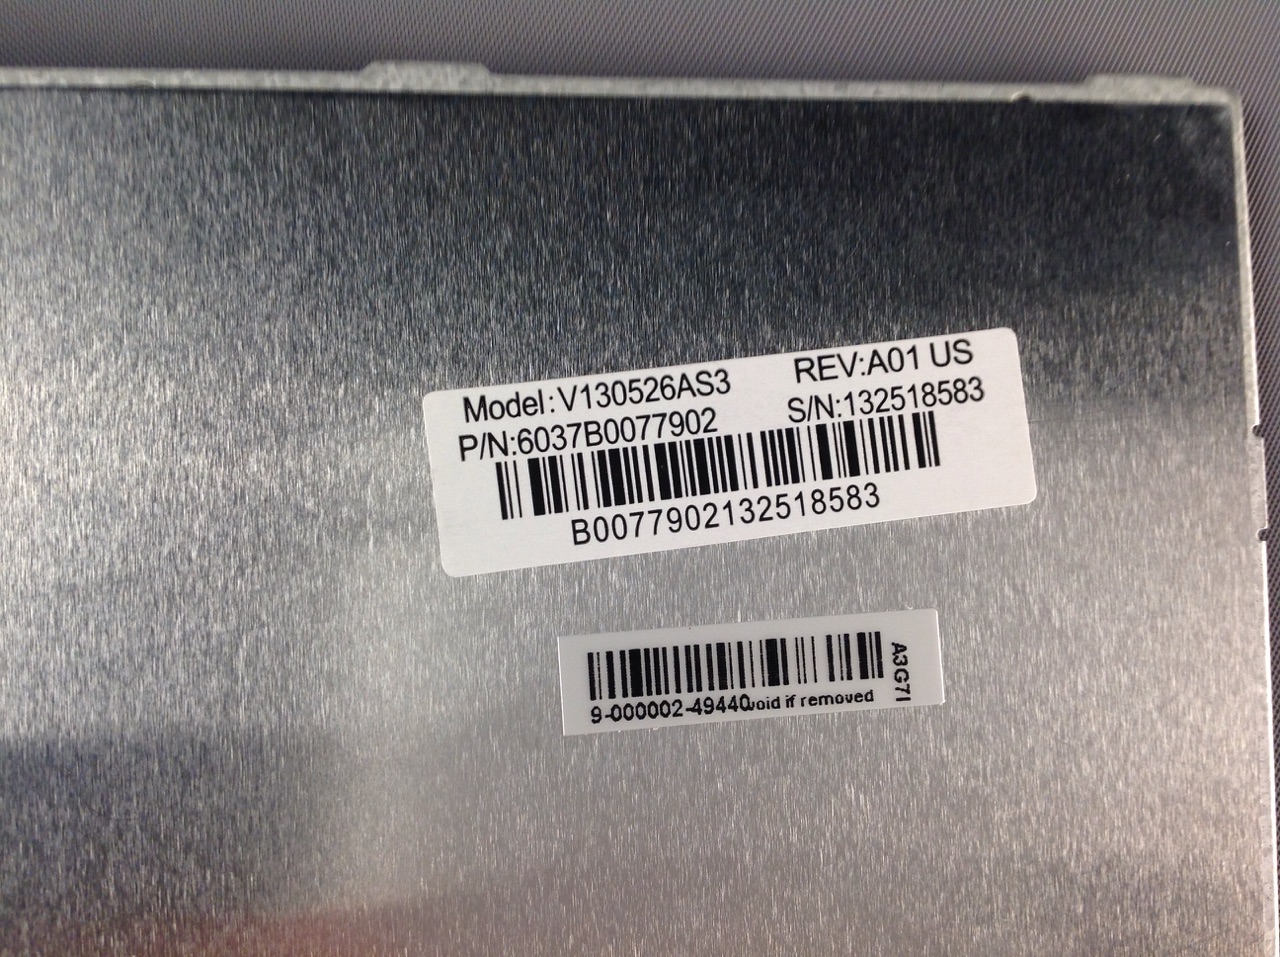 Model:V130526AS3 REV:A01 US
P/N:6037B0077902 S/N:132518583
B0077902132518583
9-000002-49440 void if removed
A3G7I